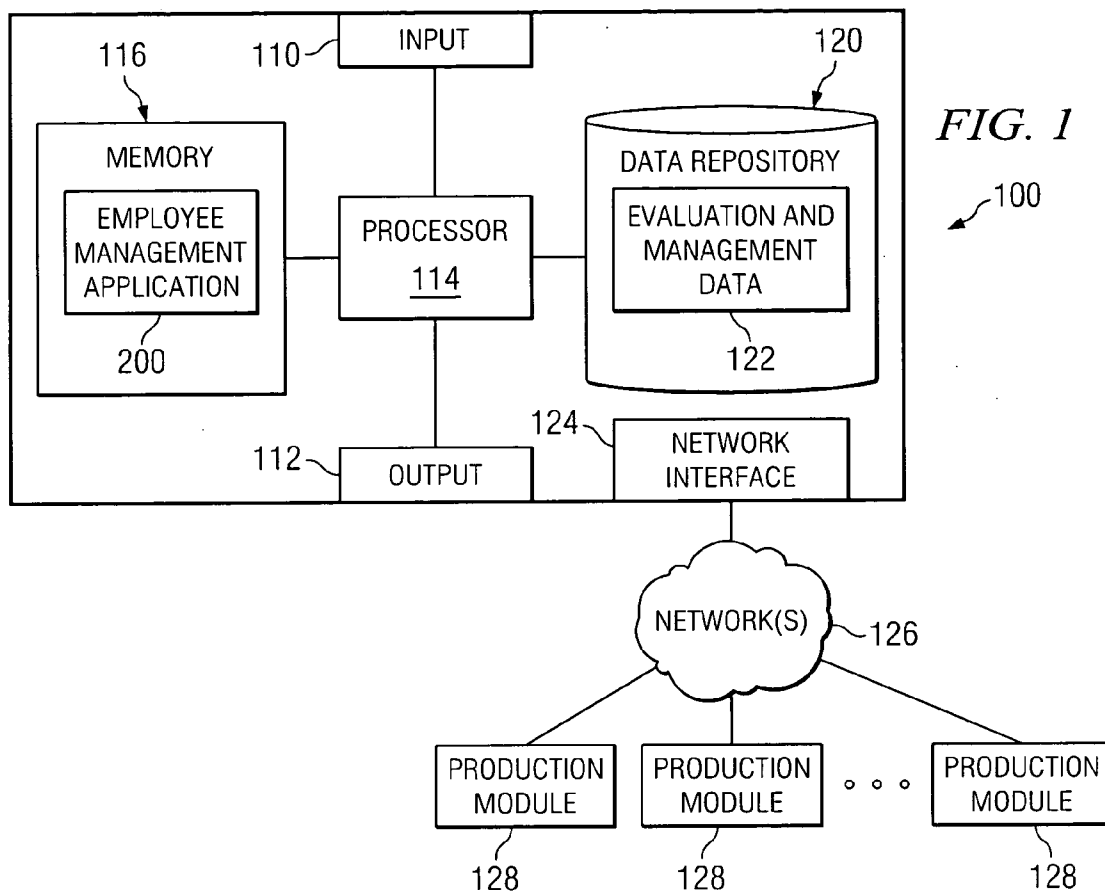 INPUT
110
116
120
FIG. 1
MEMORY
DATA REPOSITORY
100
EMPLOYEE
MANAGEMENT
APPLICATION
PROCESSOR
114
EVALUATION AND
MANAGEMENT
DATA
200
122
124
NETWORK
INTERFACE
112
OUTPUT
NETWORK(S)
126
PRODUCTION
MODULE
PRODUCTION
MODULE
PRODUCTION
MODULE
128
128
128